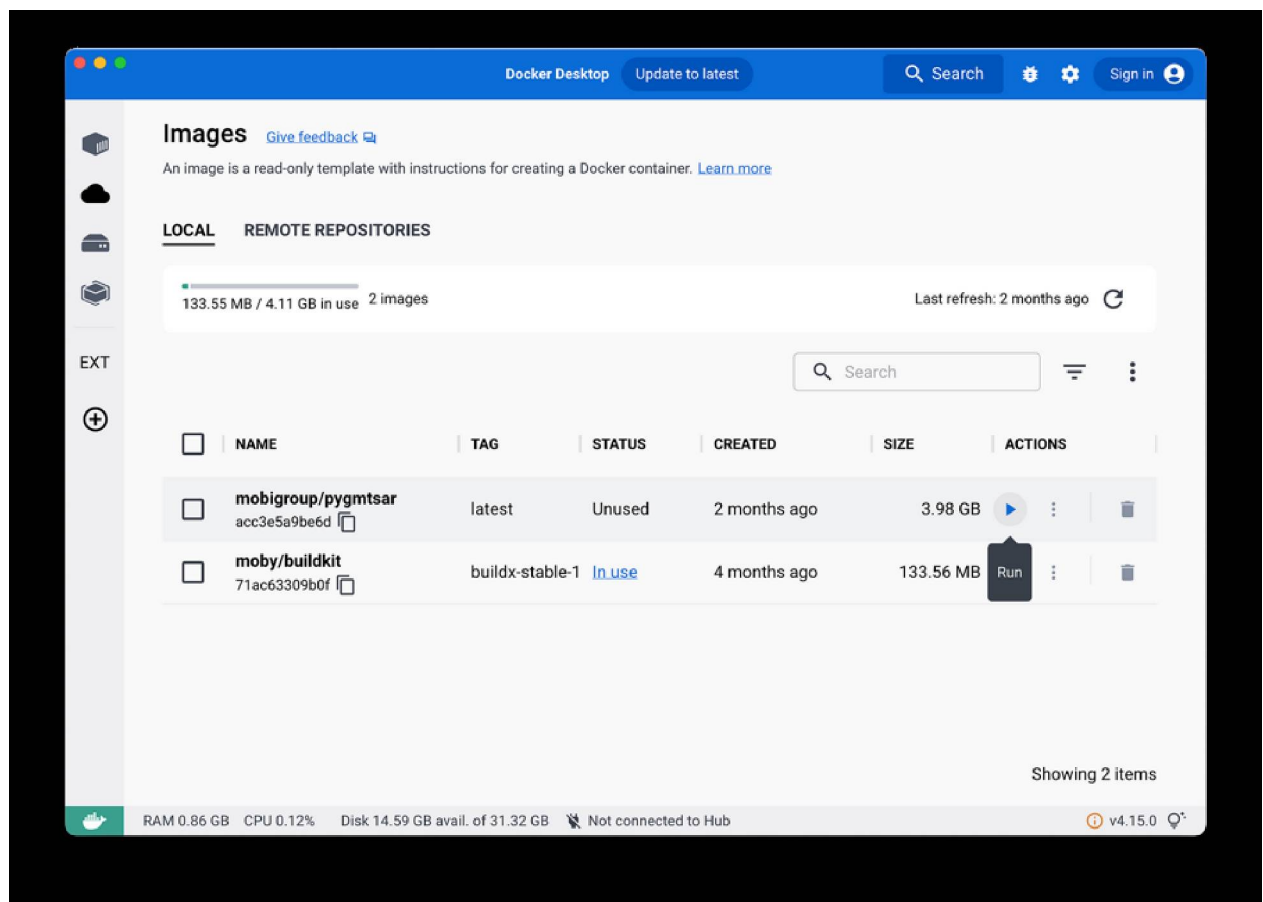 Docker Desktop Update to latest Search Sign in
Images Give feedback
An image is a read-only template with instructions for creating a Docker container. Learn more
LOCAL REMOTE REPOSITORIES
133.55 MB / 4.11 GB in use 2 images Last refresh: 2 months ago
EXT
Search
NAME TAG STATUS CREATED SIZE ACTIONS
mobigroup/pygmtsar
acc3e5a9be6d latest Unused 2 months ago 3.98 GB
moby/buildkit
71ac63309b0f buildx-stable-1 In use 4 months ago 133.56 MB Run
Showing 2 items
RAM 0.86 GB CPU 0.12% Disk 14.59 GB avail. of 31.32 GB Not connected to Hub v4.15.0